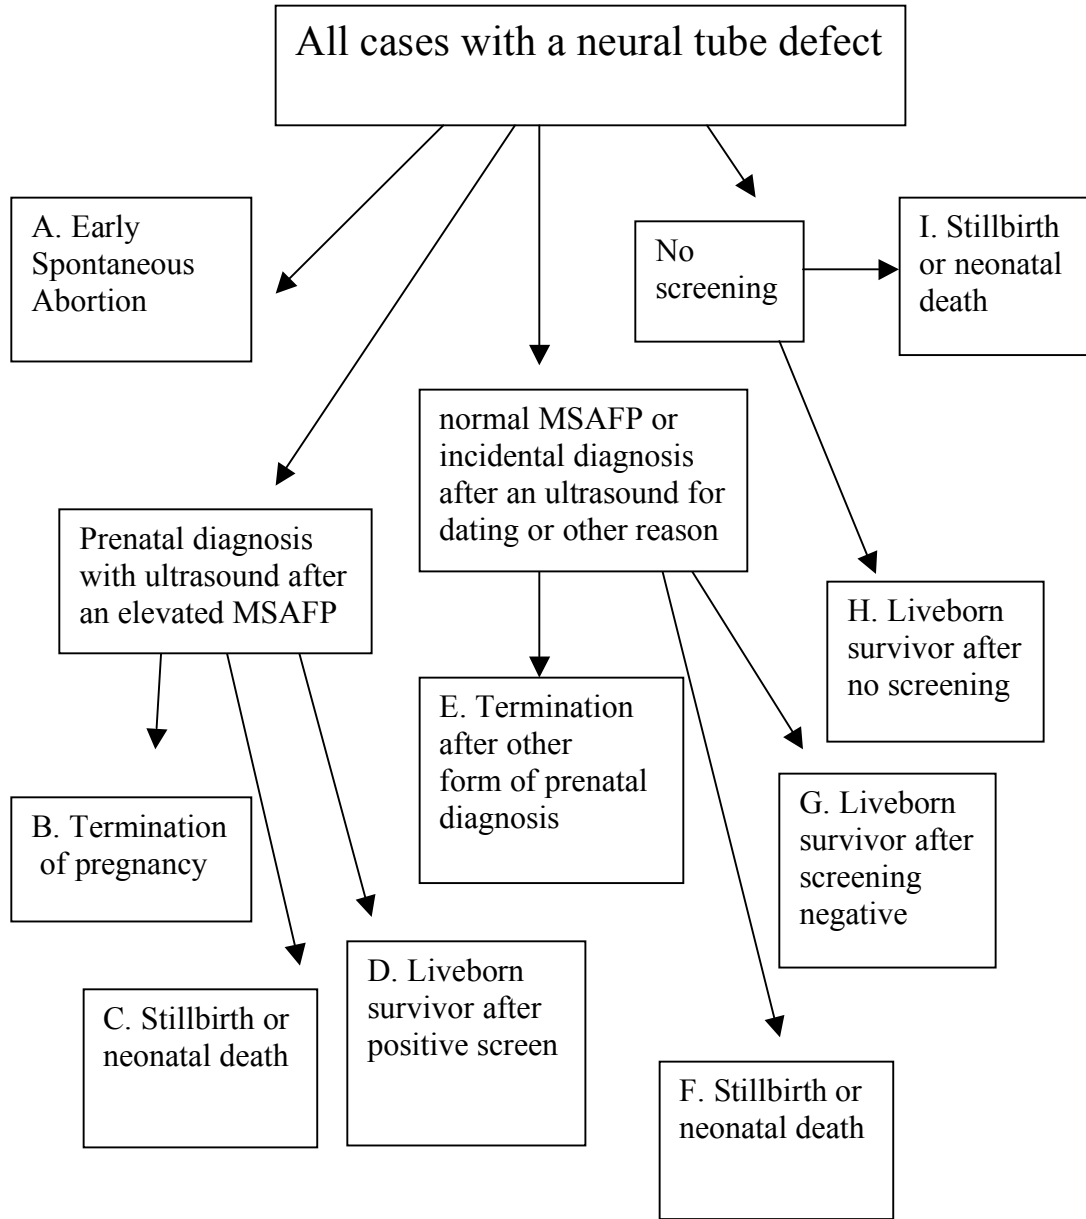 All cases with a neural tube defect
A. Early
Spontaneous
Abortion
No
screening
I. Stillbirth
or neonatal
death
normal MSAFP or
incidental diagnosis
after an ultrasound for
dating or other reason
Prenatal diagnosis
with ultrasound after
an elevated MSAFP
H. Liveborn
survivor after
no screening
E. Termination
after other
form of prenatal
diagnosis
G. Liveborn
survivor after
screening
negative
B. Termination
of pregnancy
D. Liveborn
survivor after
positive screen
C. Stillbirth or
neonatal death
F. Stillbirth or
neonatal death